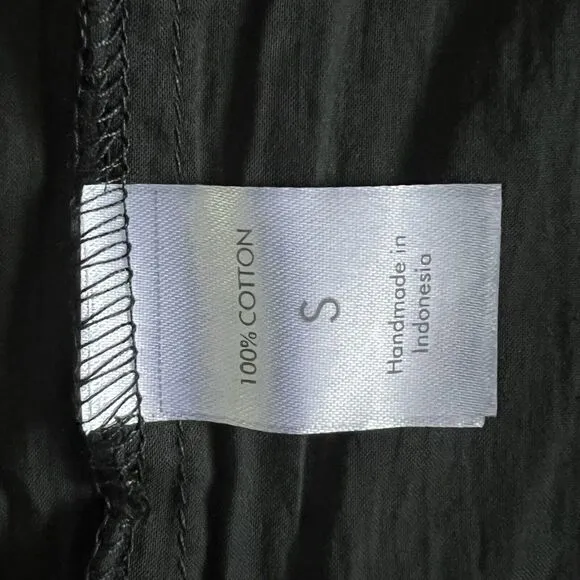 100% COTTON
S
Handmade in
Indonesia